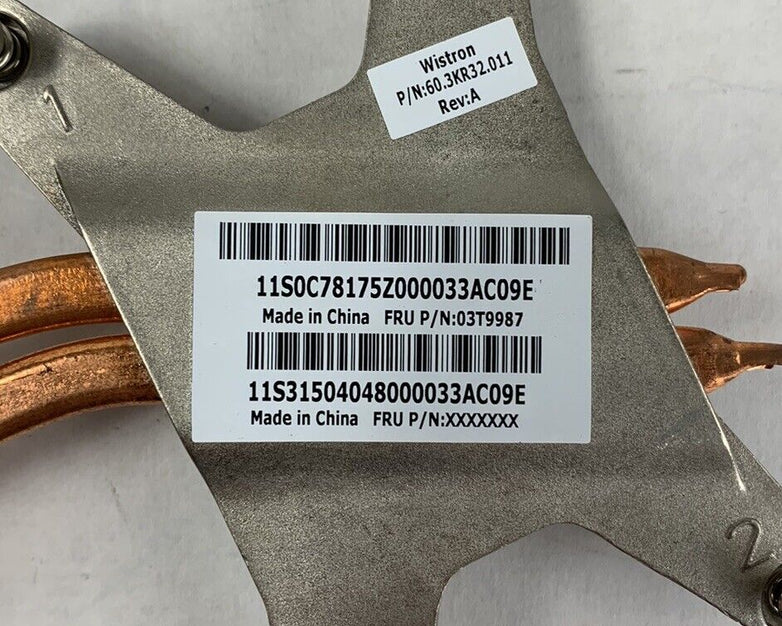 1
Wistron
P/N:60.3KR32.011
Rev:A
11S0C78175Z000033AC09E
Made in China FRU P/N:03T9987
11S31504048000033AC09E
Made in China FRU P/N:XXXXXXX
2